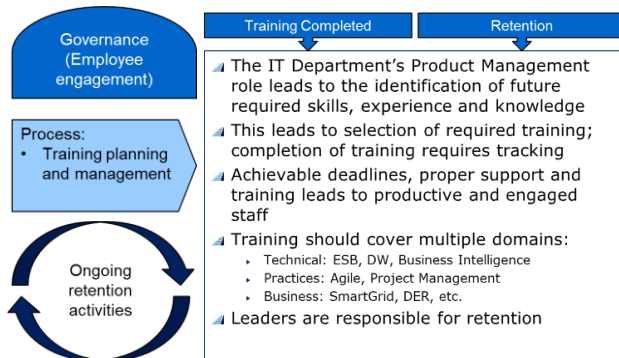 Governance
(Employee
engagement)
Process:
• Training planning
and management
Ongoing
retention
activities
Training Completed
Retention
The IT Department's Product Management
role leads to the identification of future
required skills, experience and knowledge
This leads to selection of required training;
completion of training requires tracking
Achievable deadlines, proper support and
training leads to productive and engaged
staff
Training should cover multiple domains:
Technical: ESB, DW, Business Intelligence
Practices: Agile, Project Management
Business: SmartGrid, DER, etc.
Leaders are responsible for retention